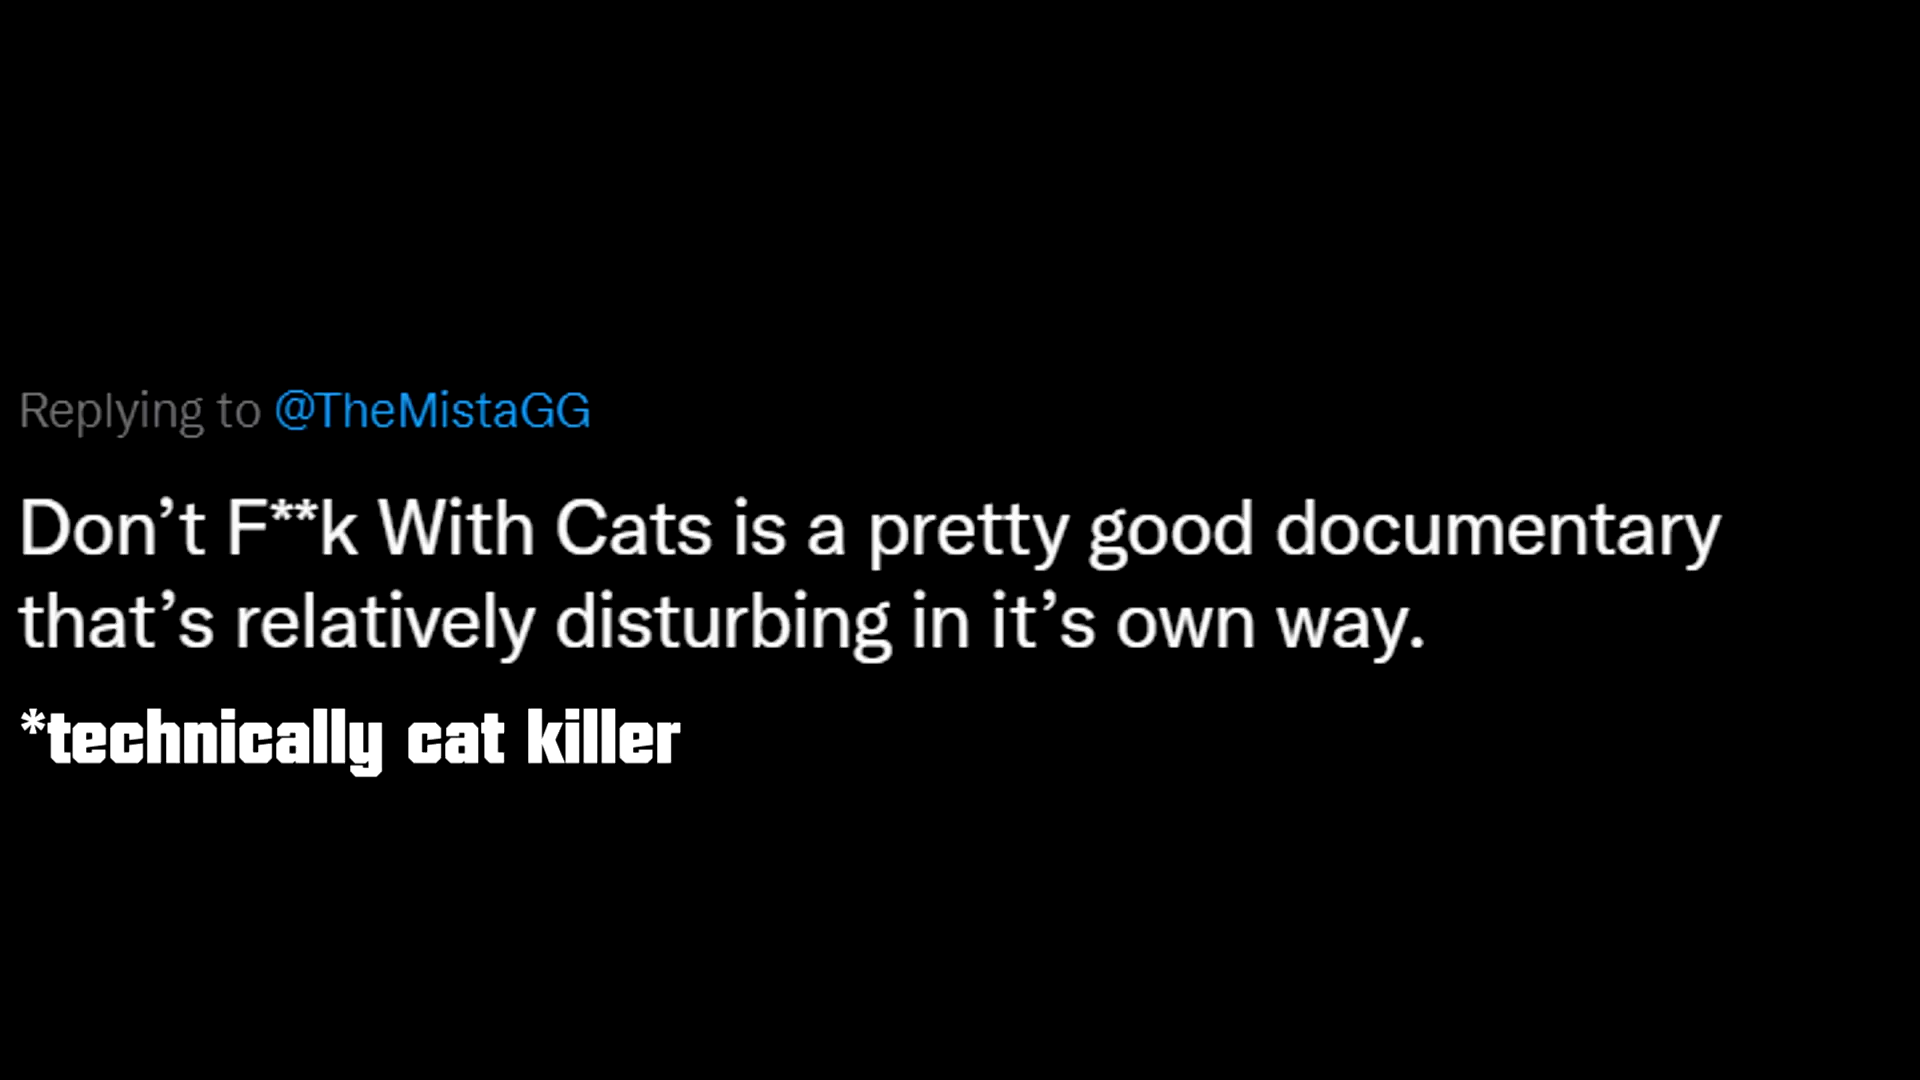 Replying to @TheMistaGG
Don’t F**k With Cats is a pretty good documentary
that’s relatively disturbing in it’s own way.
*technically cat killer